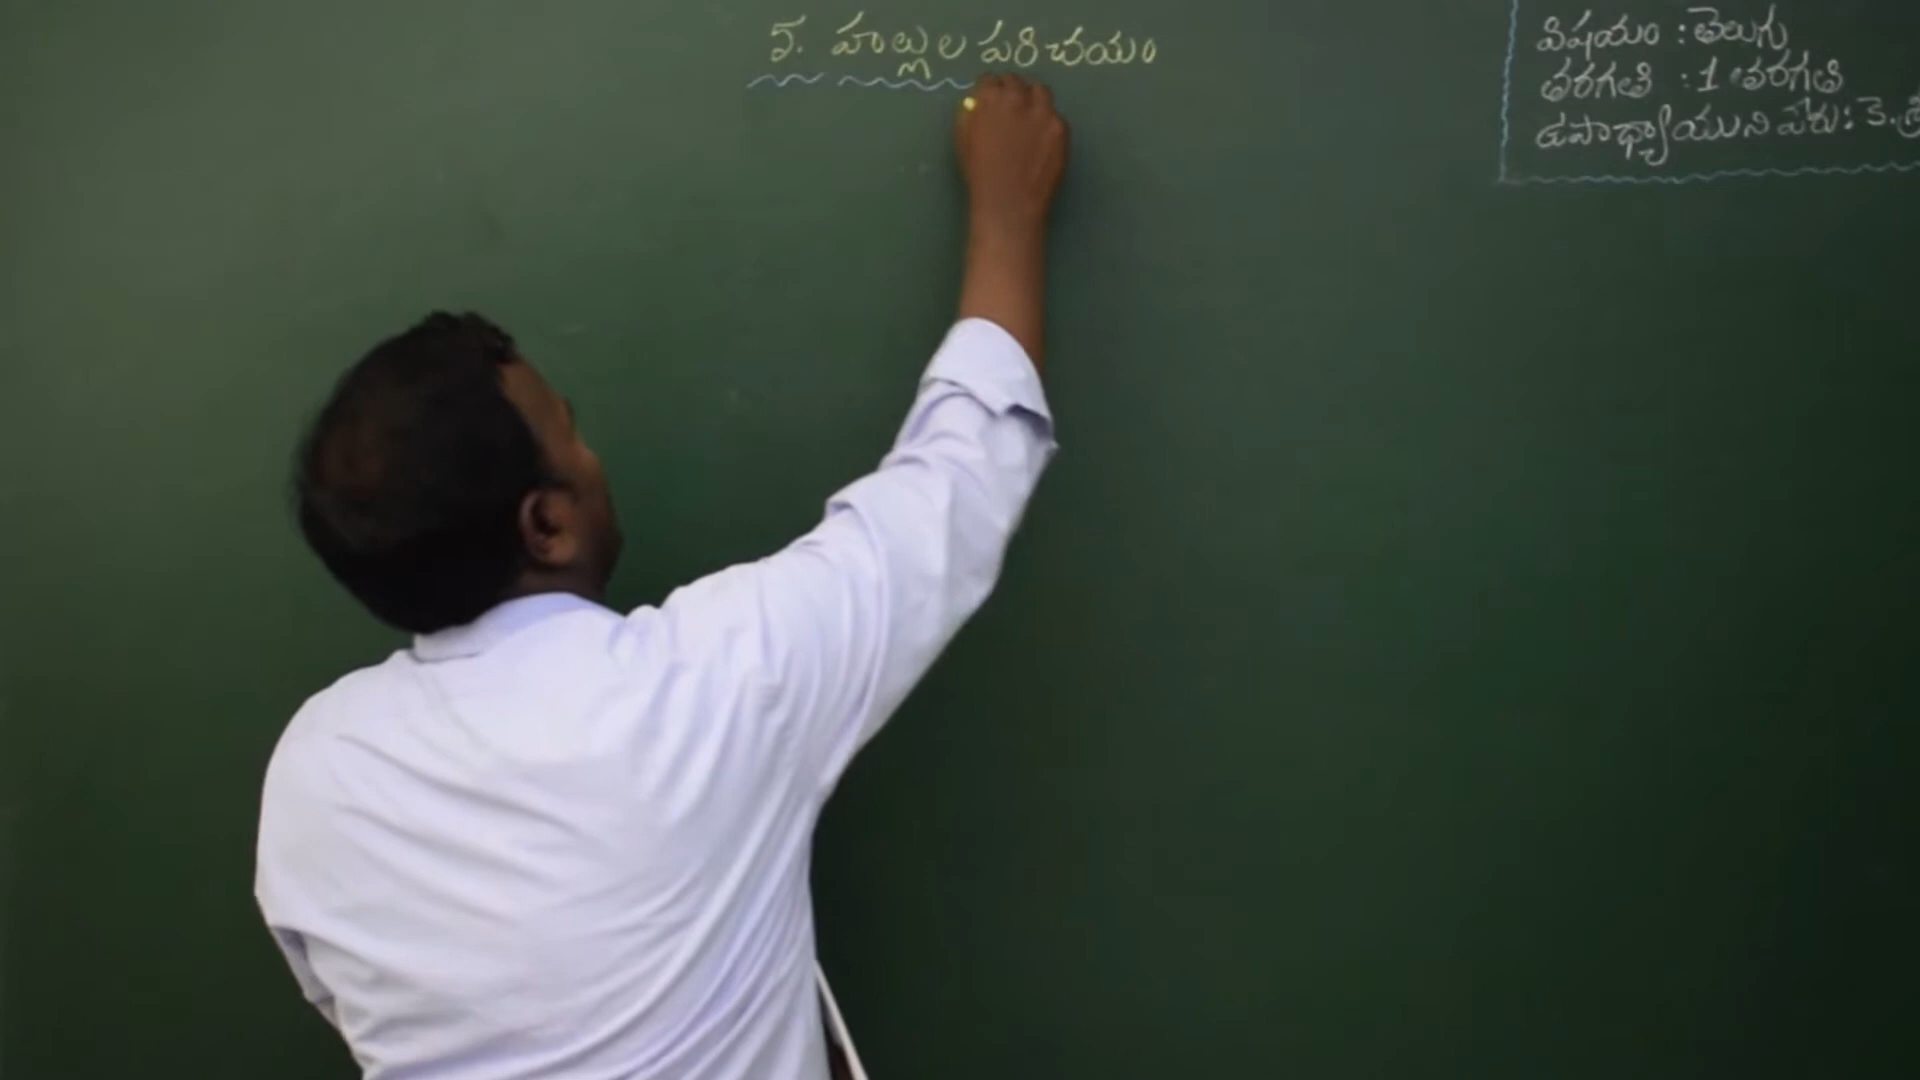 5. హల్లుల పరిచయం
విషయం : తెలుగు
తరగతి : 1 తరగతి
ఉపాధ్యాయుని పేరు: కె.